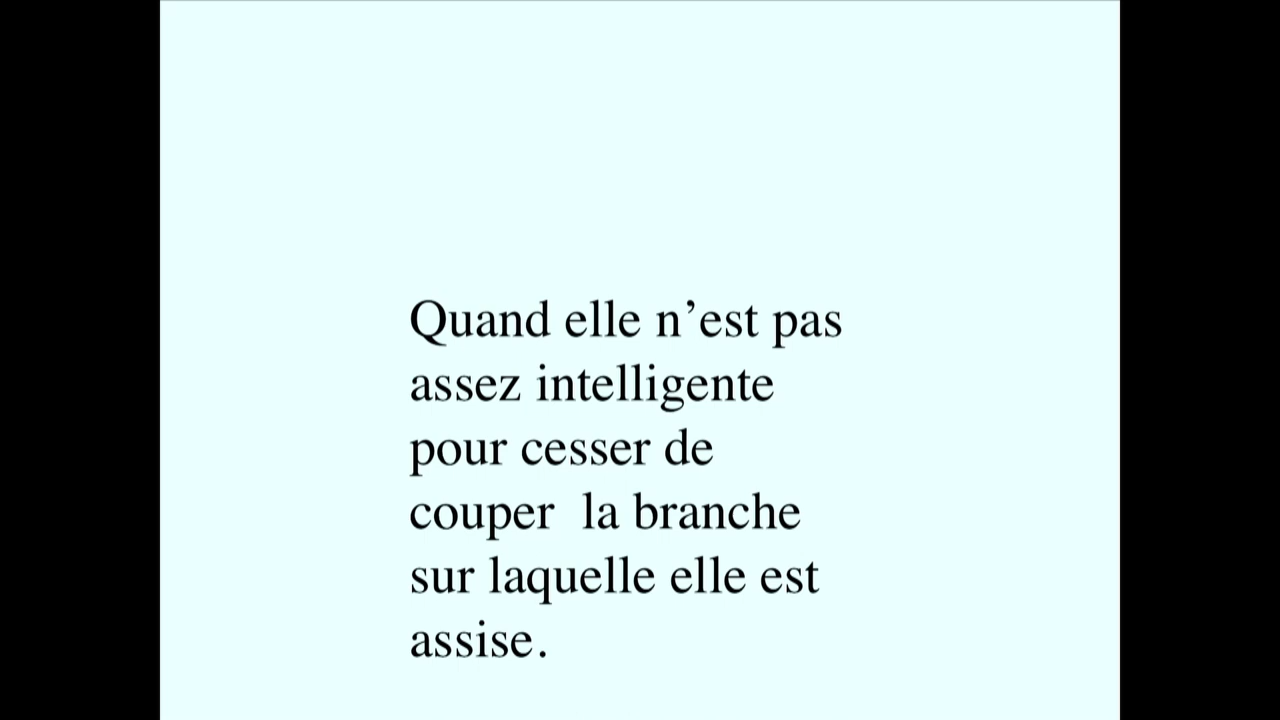 Quand elle n’est pas
assez intelligente
pour cesser de
couper  la branche
sur laquelle elle est
assise.